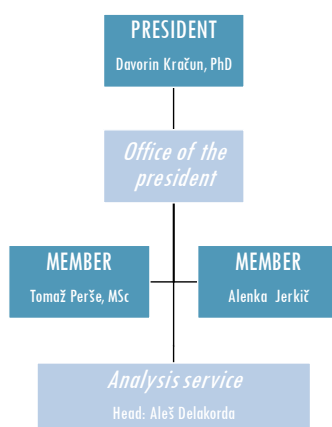 PRESIDENT
Davorin Kračun, PhD
Office of the
president
MEMBER
Tomaž Perše, MSc
MEMBER
Alenka Jerkič
Analysis service
Head: Aleš Delakorda